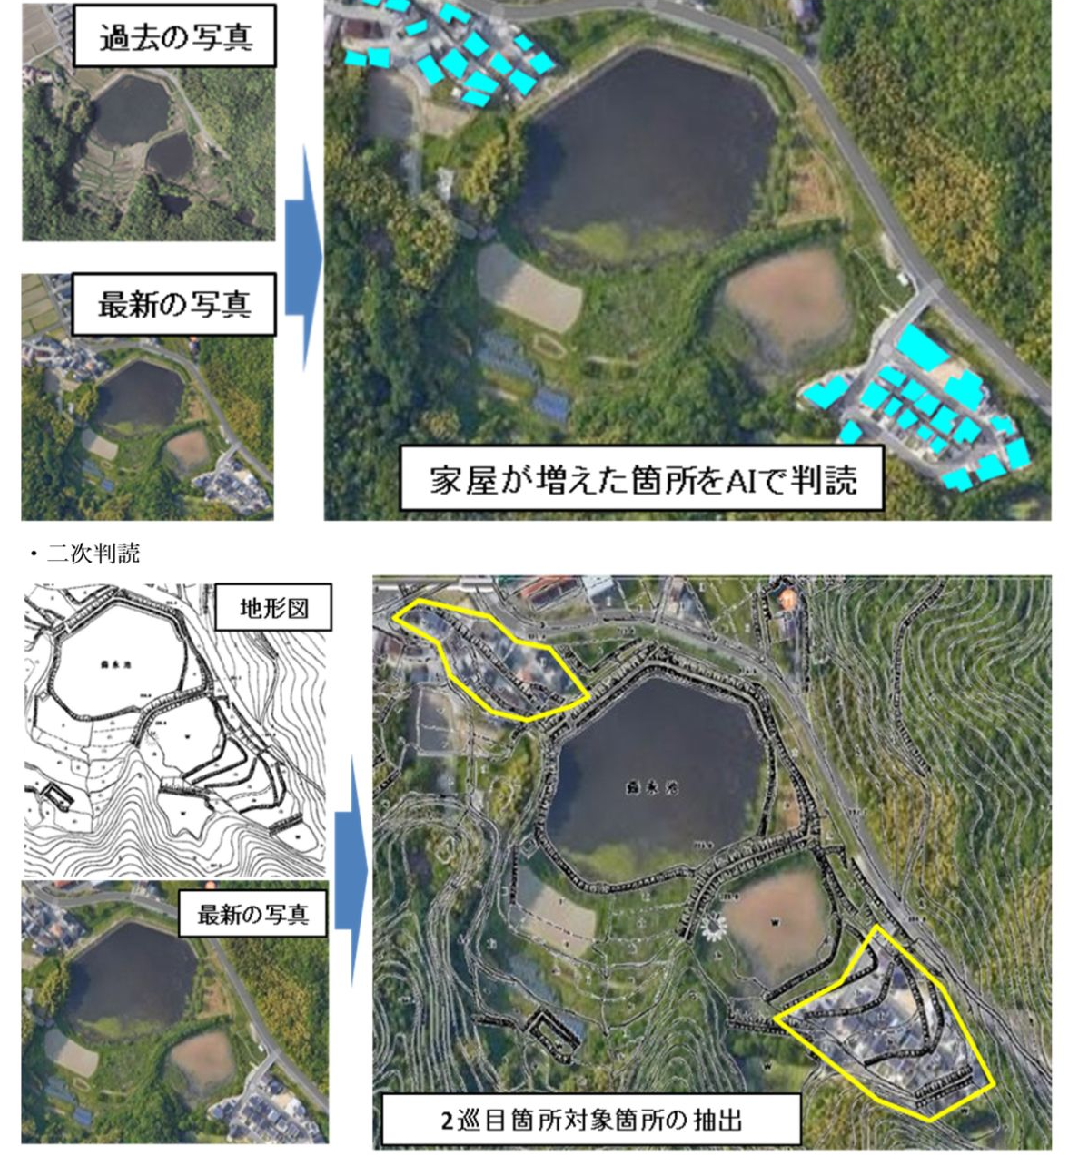 過去の写真
最新の写真
家屋が増えた箇所をAIで判読
・二次判読
地形図
最新の写真
2巡目箇所対象箇所の抽出